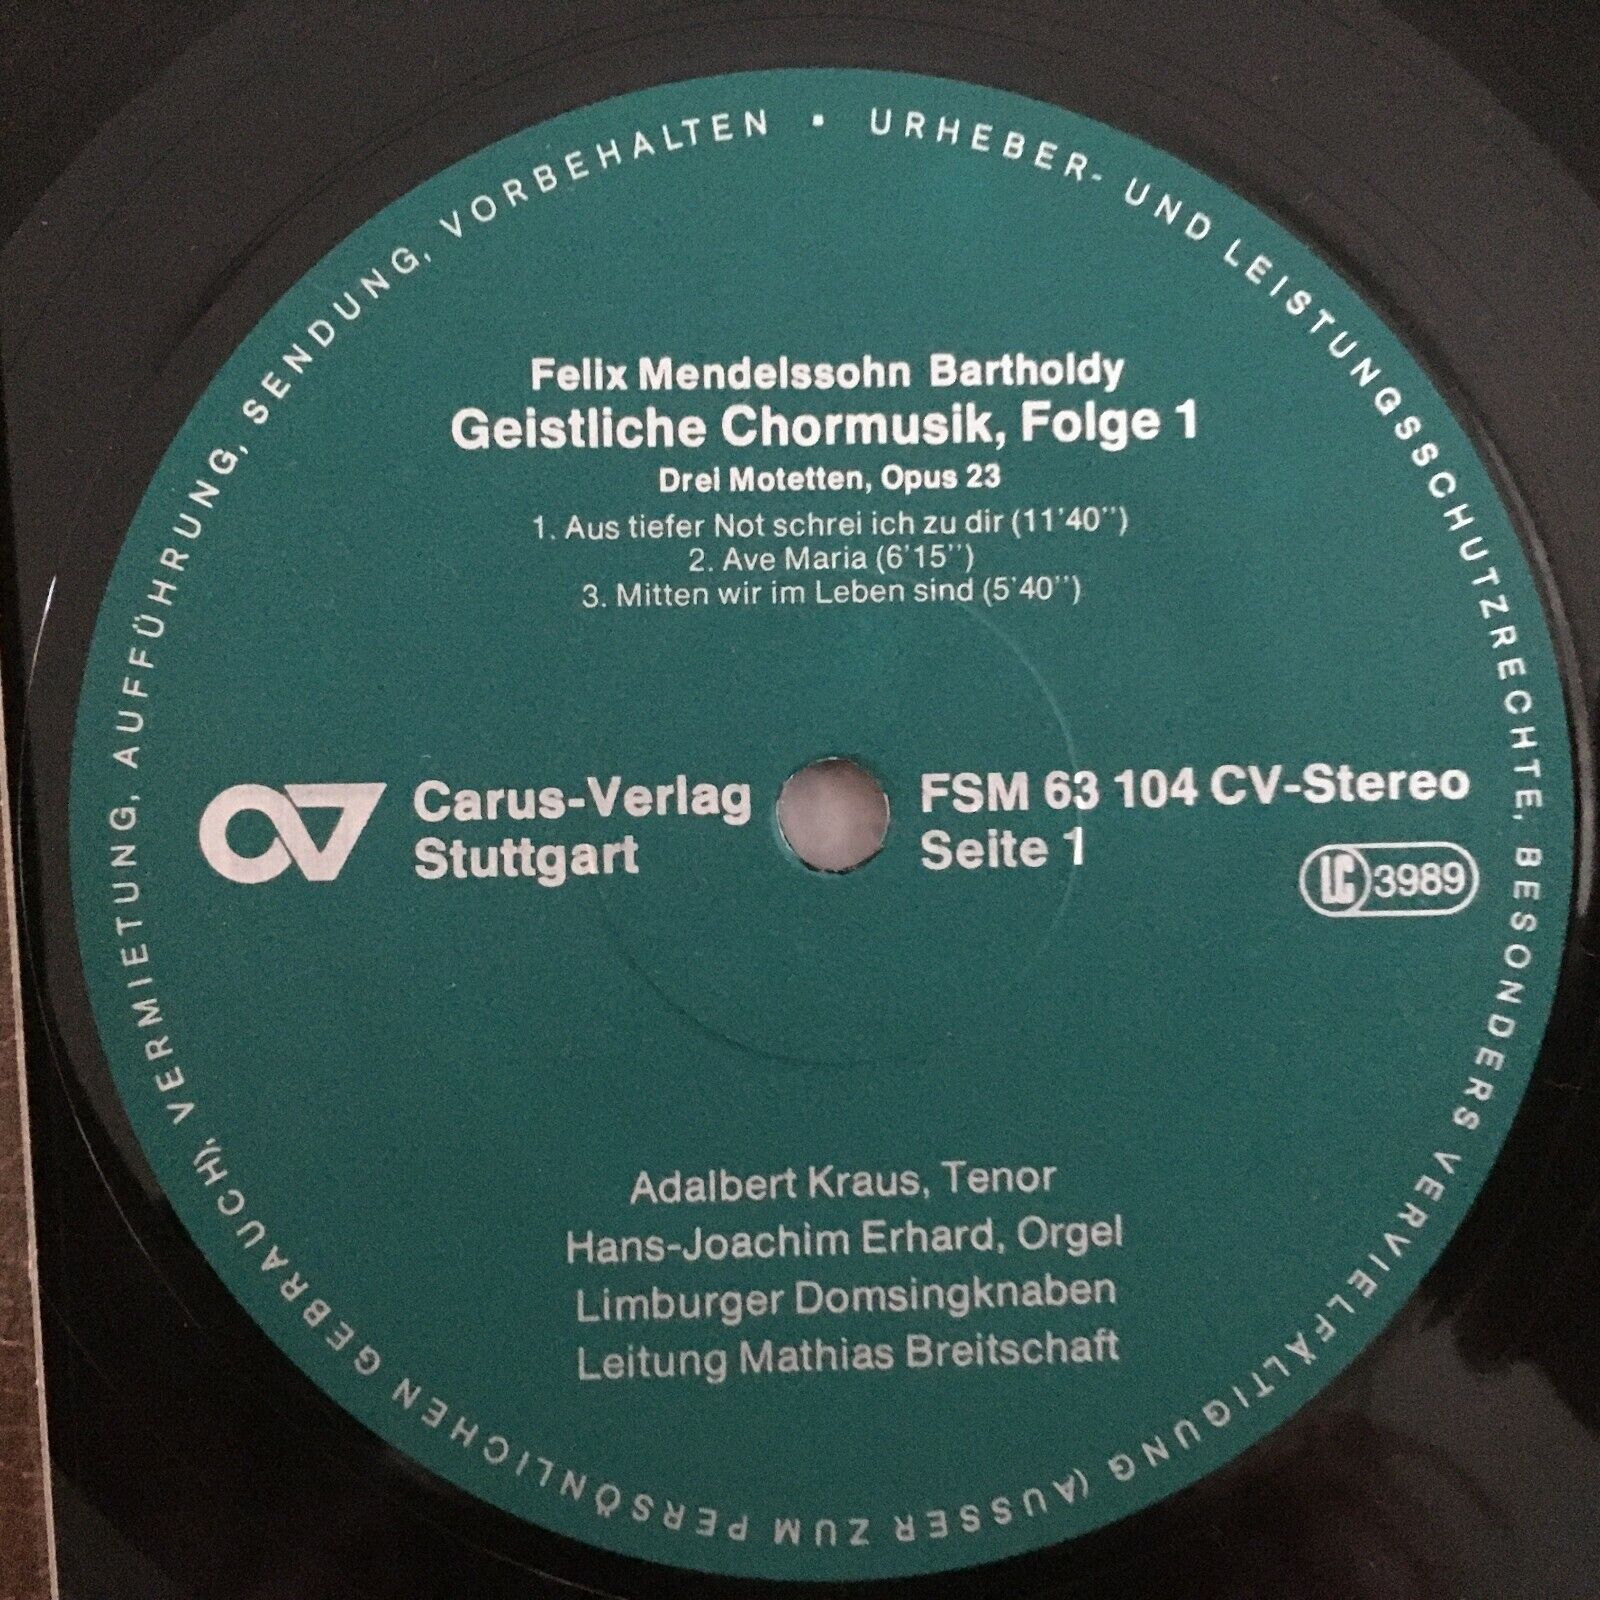 URHEBER- UND LEISTUNGSSCHUTZRECHTE, BESONDERS VERVIELFÄLTIGUNG (AUSSER ZUM PERSÖNLICHEN GEBRAUCH), VERMIETUNG, AUFFÜHRUNG, SENDUNG, VORBEHALTEN •
Felix Mendelssohn Bartholdy
Geistliche Chormusik, Folge 1
Drei Motetten, Opus 23
1. Aus tiefer Not schrei ich zu dir (11'40'')
2. Ave Maria (6'15'')
3. Mitten wir im Leben sind (5'40'')
Carus-Verlag
Stuttgart
FSM 63 104 CV-Stereo
Seite 1
LC 3989
Adalbert Kraus, Tenor
Hans-Joachim Erhard, Orgel
Limburger Domsingknaben
Leitung Mathias Breitschaft